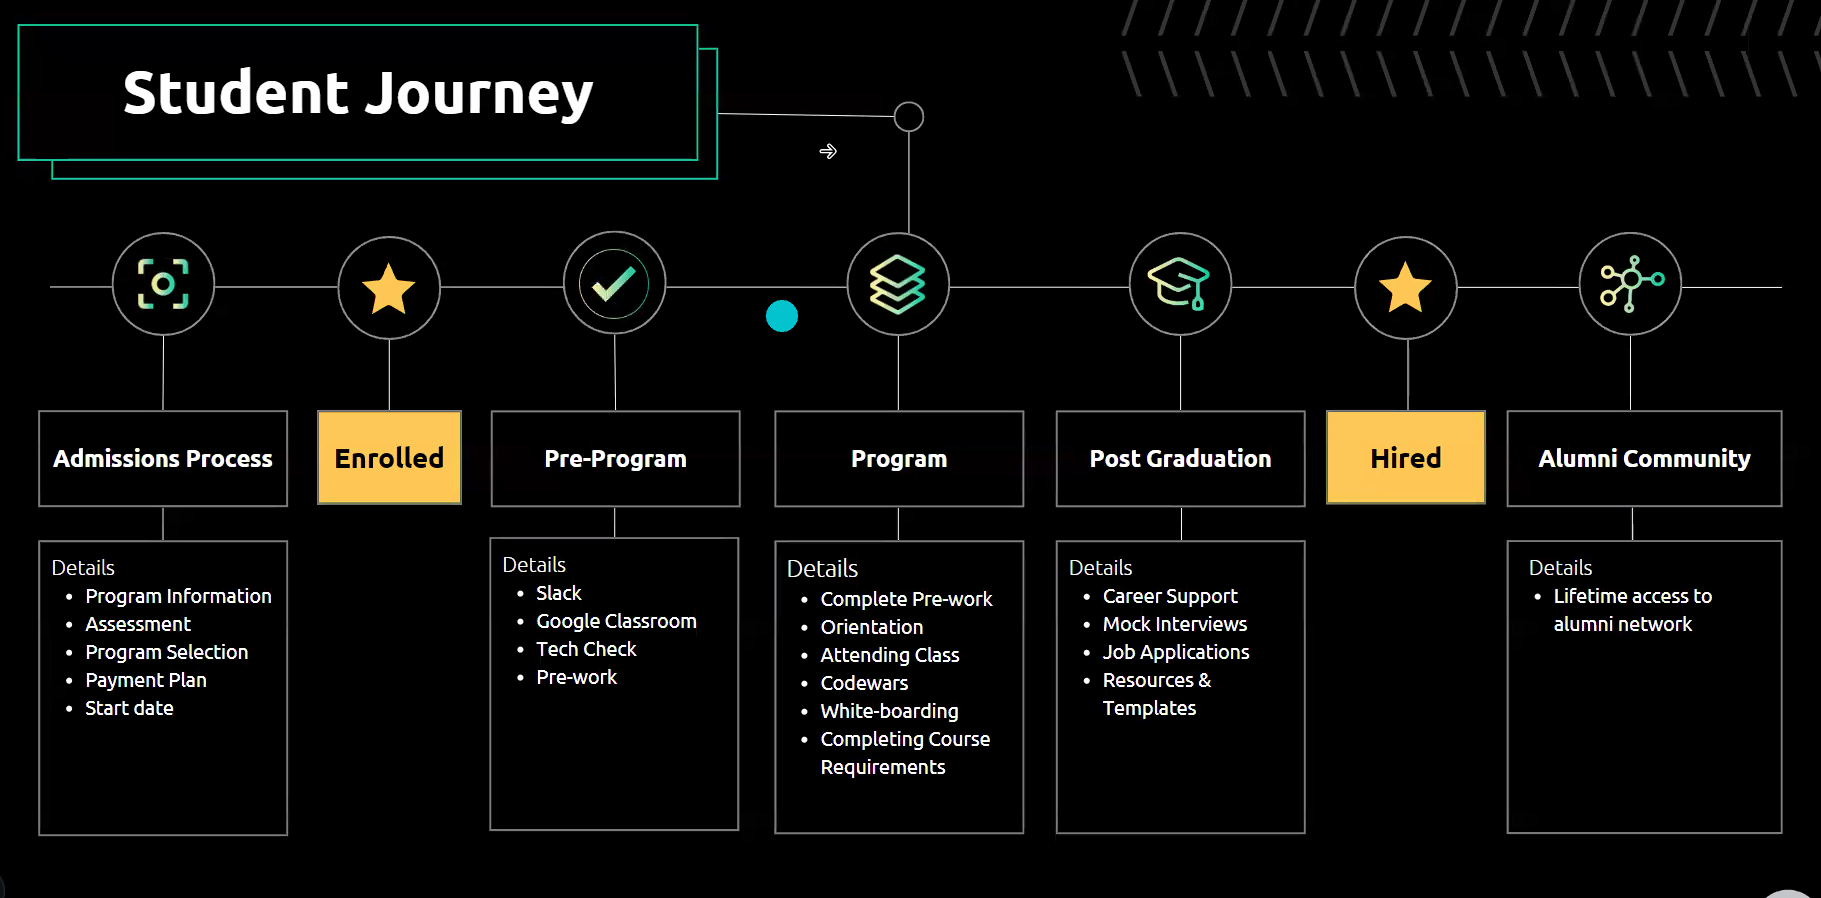 Student Journey
Admissions Process
Enrolled
Pre-Program
Program
Post Graduation
Hired
Alumni Community
Details
• Program Information
• Assessment
• Program Selection
• Payment Plan
• Start date
Details
• Slack
• Google Classroom
• Tech Check
• Pre-work
Details
• Complete Pre-work
• Orientation
• Attending Class
• Codewars
• White-boarding
• Completing Course
Requirements
Details
• Career Support
• Mock Interviews
• Job Applications
• Resources &
Templates
Details
• Lifetime access to
alumni network